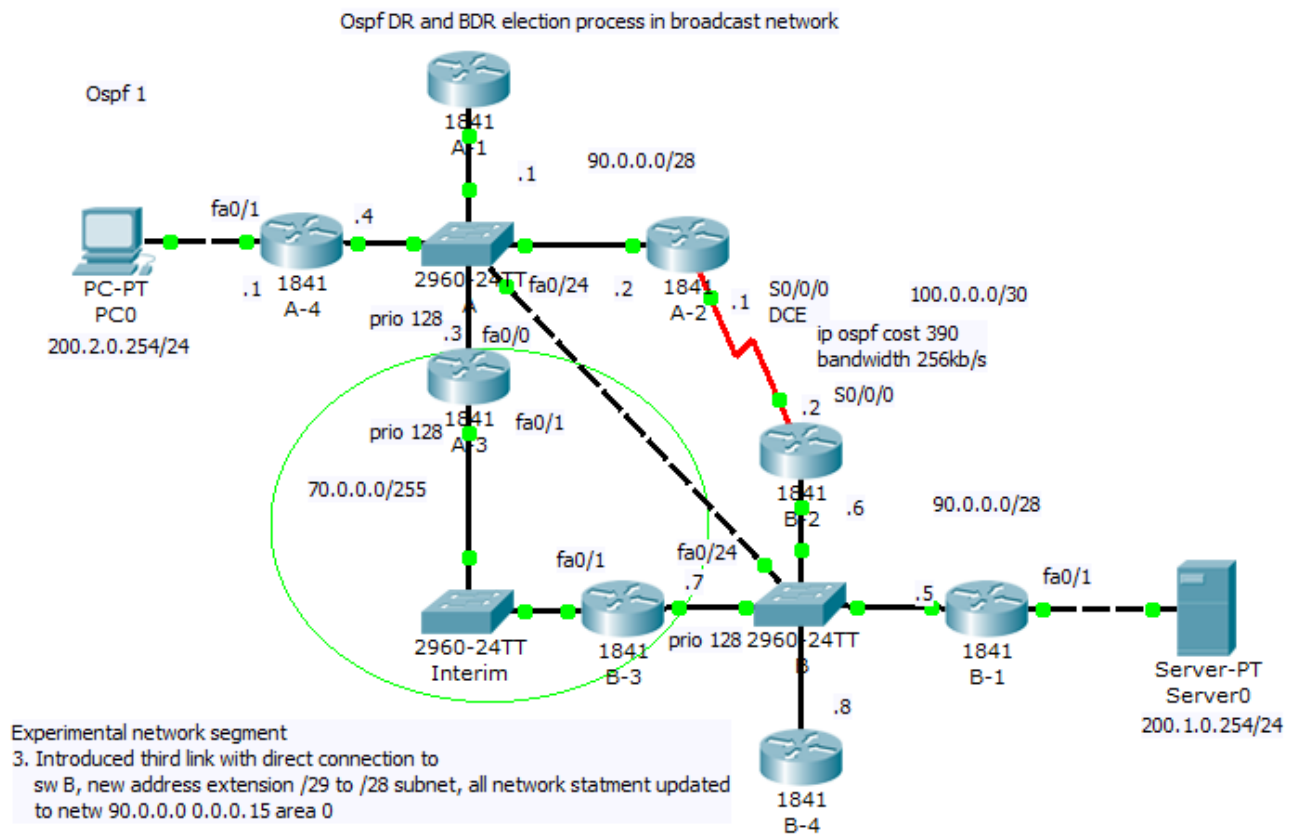 Ospf DR and BDR election process in broadcast network
Ospf 1
1841
A-1
.1
90.0.0.0/28
fa0/1
.4
PC-PT
PC0
200.2.0.254/24
.1
1841
A-4
2960-24TT
A
fa0/24
.2
1841
A-2
.1
S0/0/0
DCE
100.0.0.0/30
ip ospf cost 390
bandwidth 256kb/s
S0/0/0
.2
prio 128
.3
fa0/0
1841
A-3
prio 128
fa0/1
70.0.0.0/255
1841
B-2
.6
90.0.0.0/28
fa0/1
fa0/24
.7
.5
fa0/1
2960-24TT
Interim
1841
B-3
prio 128
2960-24TT
B
1841
B-1
Server-PT
Server0
200.1.0.254/24
.8
1841
B-4
Experimental network segment
3. Introduced third link with direct connection to
sw B, new address extension /29 to /28 subnet, all network statment updated
to netw 90.0.0.0 0.0.0.15 area 0